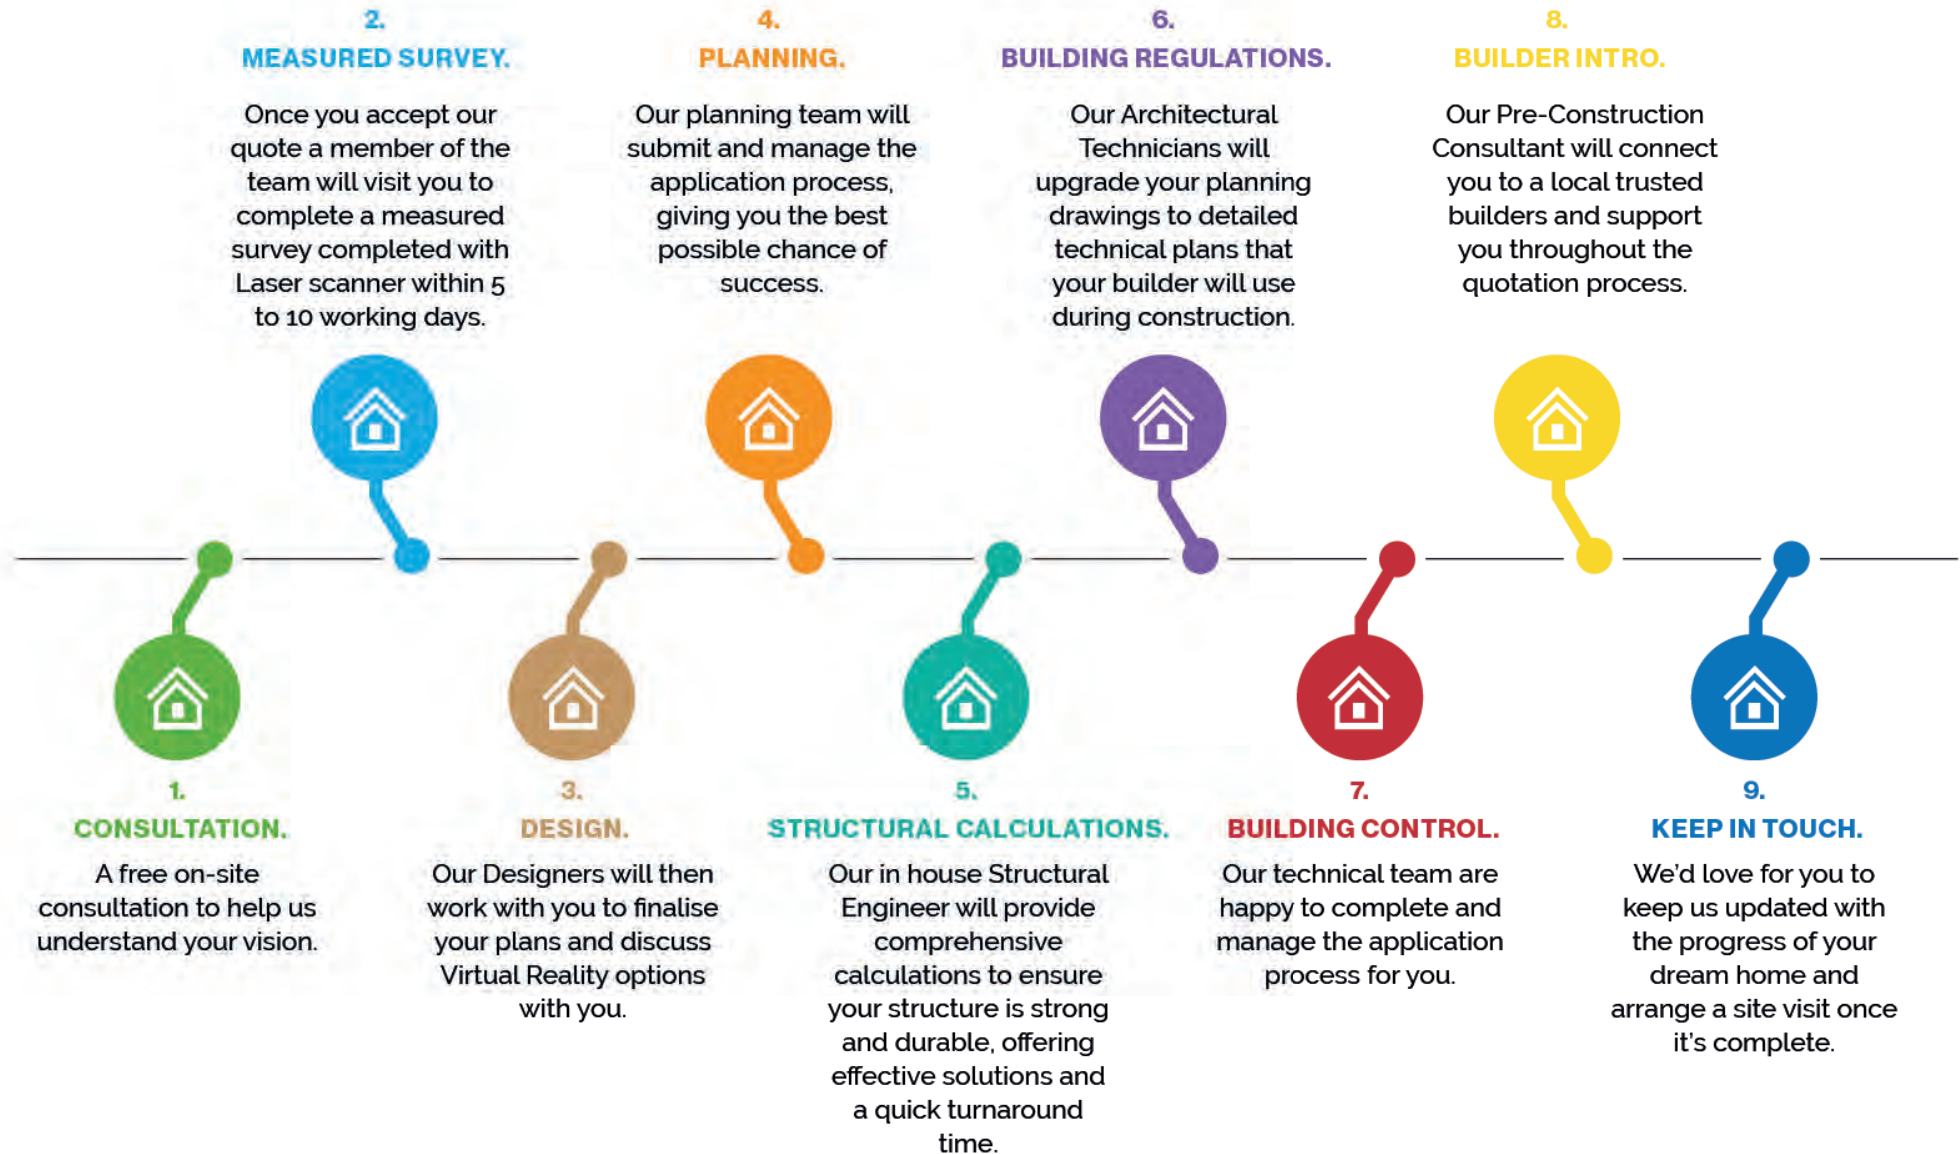 2.
MEASURED SURVEY.
Once you accept our
quote a member of the
team will visit you to
complete a measured
survey completed with
Laser scanner within 5
to 10 working days.
4.
PLANNING.
Our planning team will
submit and manage the
application process,
giving you the best
possible chance of
success.
6.
BUILDING REGULATIONS.
Our Architectural
Technicians will
upgrade your planning
drawings to detailed
technical plans that
your builder will use
during construction.
8.
BUILDER INTRO.
Our Pre-Construction
Consultant will connect
you to a local trusted
builders and support
you throughout the
quotation process.
1.
CONSULTATION.
A free on-site
consultation to help us
understand your vision.
3.
DESIGN.
Our Designers will then
work with you to finalise
your plans and discuss
Virtual Reality options
with you.
5.
STRUCTURAL CALCULATIONS.
Our in house Structural
Engineer will provide
comprehensive
calculations to ensure
your structure is strong
and durable, offering
effective solutions and
a quick turnaround
time.
7.
BUILDING CONTROL.
Our technical team are
happy to complete and
manage the application
process for you.
9.
KEEP IN TOUCH.
We'd love for you to
keep us updated with
the progress of your
dream home and
arrange a site visit once
it's complete.